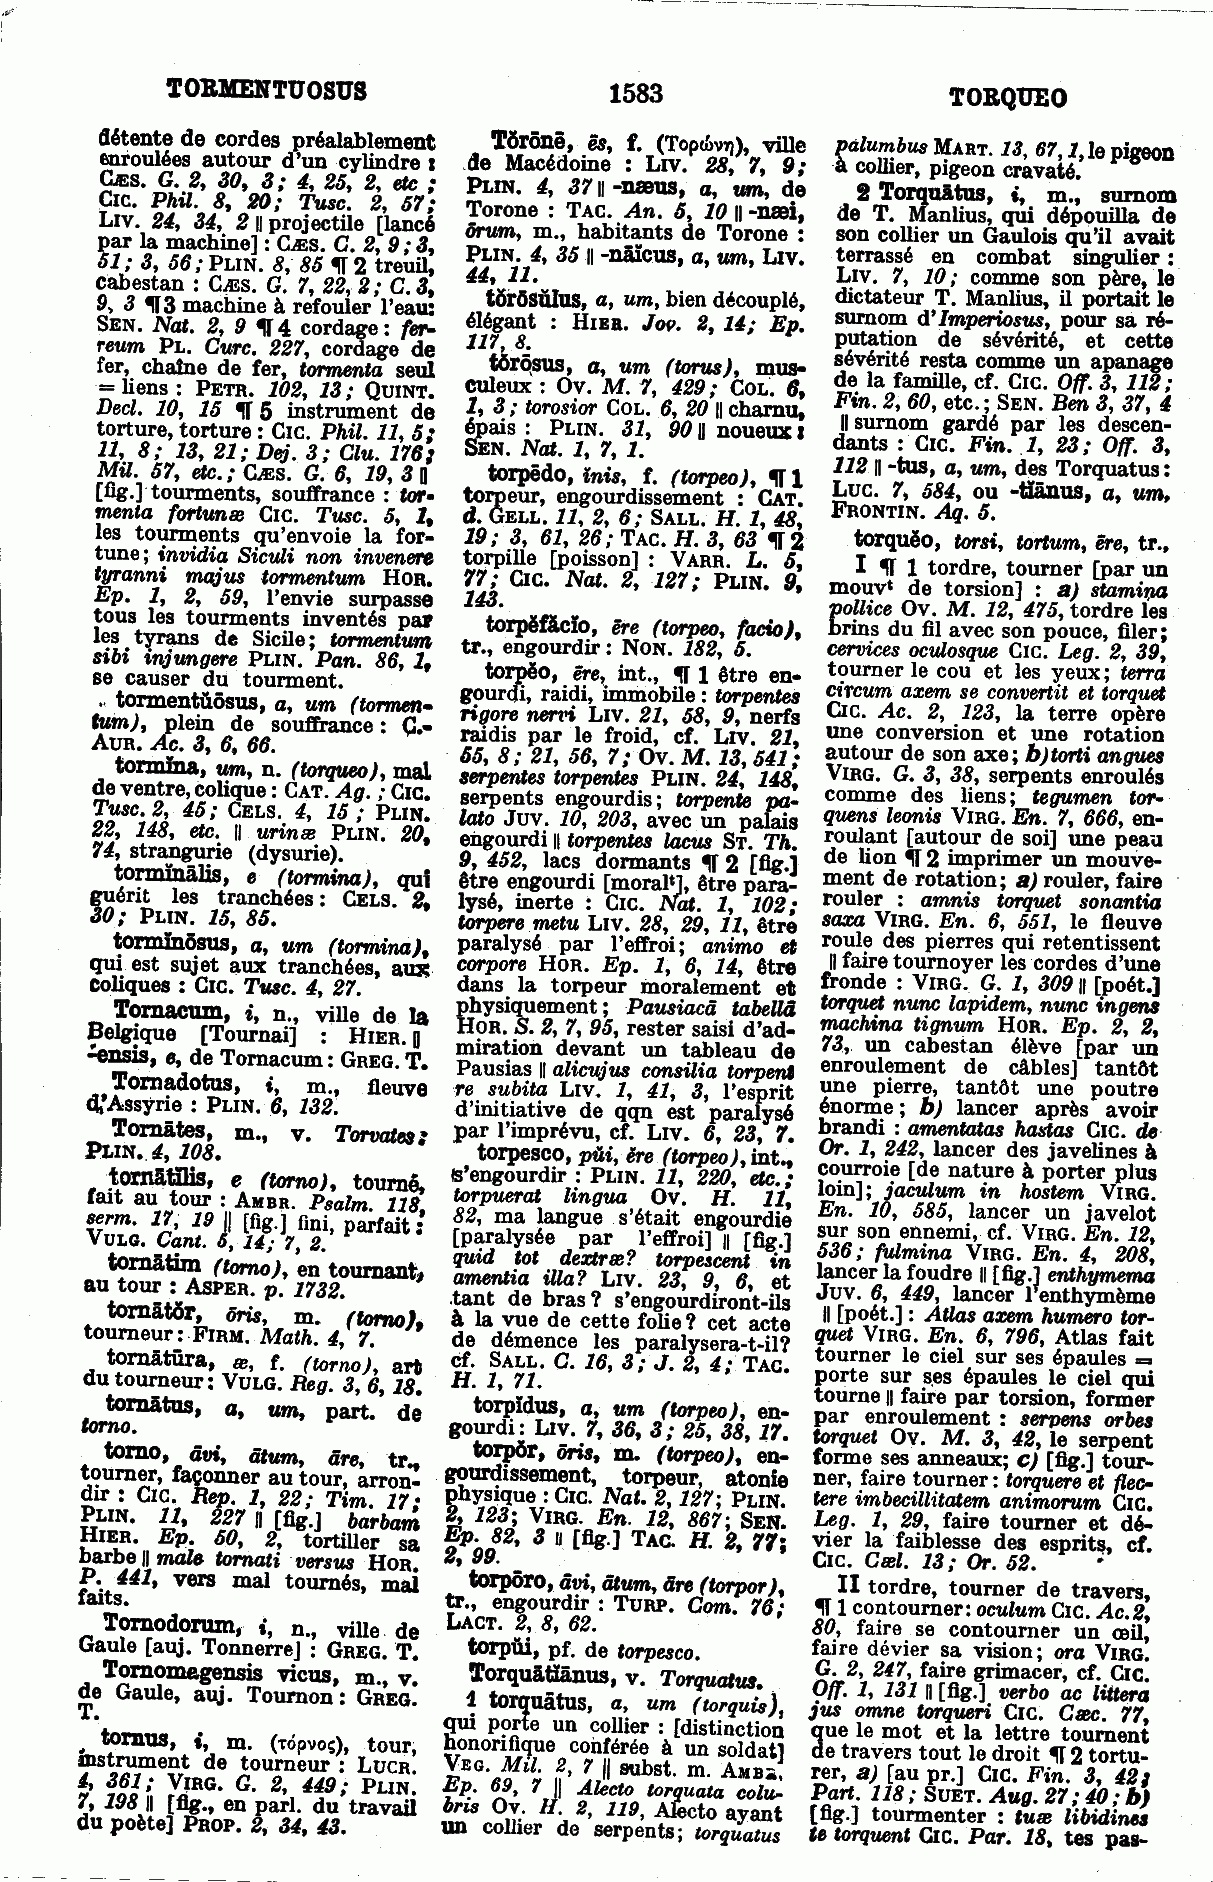 TORMENTUOSUS
1583
TORQUEO
détente de cordes préalablement
enroulées autour d'un cylindre :
CÆS. G. 2, 30, 3 ; 4, 25, 2, etc ;
CIC. Phil. 8, 20 ; Tusc. 2, 57 ;
LIV. 24, 34, 2 || projectile [lancé
par la machine] : CÆS. C. 2, 9 ; 3,
51 ; 3, 56 ; PLIN. 8, 85 ¶ 2 treuil,
cabestan : CÆS. G. 7, 22, 2 ; C. 3,
9, 3 ¶ 3 machine à refouler l'eau:
SEN. Nat. 2, 9 ¶ 4 cordage : fer-
reum PL. Curc. 227, cordage de
fer, chaîne de fer, tormenta seul
= liens : PETR. 102, 13 ; QUINT.
Decl. 10, 15 ¶ 5 instrument de
torture, torture : CIC. Phil. 11, 5 ;
11, 8 ; 13, 21 ; Dej. 3 ; Clu. 176 ;
Mil. 57, etc. ; CÆS. G. 6, 19, 3 ||
[fig.] tourments, souffrance : tor-
menta fortunæ CIC. Tusc. 5, 1,
les tourments qu'envoie la for-
tune ; invidia Siculi non invenere
tyranni majus tormentum HOR.
Ep. 1, 2, 59, l'envie surpasse
tous les tourments inventés par
les tyrans de Sicile ; tormentum
sibi injungere PLIN. Pan. 86, 1,
se causer du tourment.
tormentŭōsus, a, um (tormen-
tum), plein de souffrance : C.-
AUR. Ac. 3, 6, 66.
tormĭna, um, n. (torqueo), mal
de ventre, colique : CAT. Ag. ; CIC.
Tusc. 2, 45 ; CELS. 4, 15 ; PLIN.
22, 148, etc. || urinæ PLIN. 20,
74, strangurie (dysurie).
tormĭnālis, e (tormina), qui
guérit les tranchées : CELS. 2,
30 ; PLIN. 15, 85.
tormĭnōsus, a, um (tormina),
qui est sujet aux tranchées, aux
coliques : CIC. Tusc. 4, 27.
Tornacum, i, n., ville de la
Belgique [Tournai] : HIER. ||
-ensis, e, de Tornacum : GREG. T.
Tornadotus, i, m., fleuve
d'Assyrie : PLIN. 6, 132.
Tornātes, m., v. Torvates :
PLIN. 4, 108.
tornātĭlis, e (torno), tourné,
fait au tour : AMBR. Psalm. 118,
serm. 17, 19 || [fig.] fini, parfait :
VULG. Cant. 5, 14 ; 7, 2.
tornātim (torno), en tournant,
au tour : ASPER. p. 1732.
tornātŏr, ōris, m. (torno),
tourneur : FIRM. Math. 4, 7.
tornātūra, æ, f. (torno), art
du tourneur : VULG. Reg. 3, 6, 18.
tornātus, a, um, part. de
torno.
torno, āvi, ātum, āre, tr.,
tourner, façonner au tour, arron-
dir : CIC. Rep. 1, 22 ; Tim. 17 ;
PLIN. 11, 227 || [fig.] barbam
HIER. Ep. 50, 2, tortiller sa
barbe || male tornati versus HOR.
P. 441, vers mal tournés, mal
faits.
Tornodorum, i, n., ville de
Gaule [auj. Tonnerre] : GREG. T.
Tornomagensis vicus, m., v.
de Gaule, auj. Tournon : GREG.
T.
tornus, i, m. (τόρνος), tour,
instrument de tourneur : LUCR.
4, 361 ; VIRG. G. 2, 449 ; PLIN.
7, 198 || [fig., en parl. du travail
du poète] PROP. 2, 34, 43.
Tŏrōnē, ēs, f. (Τορώνη), ville
de Macédoine : LIV. 28, 7, 9 ;
PLIN. 4, 37 || -næus, a, um, de
Torone : TAC. An. 5, 10 || -næi,
ōrum, m., habitants de Torone :
PLIN. 4, 35 || -nāĭcus, a, um, LIV.
44, 11.
tŏrōsŭlus, a, um, bien découplé,
élégant : HIER. Jov. 2, 14 ; Ep.
117, 8.
tŏrōsus, a, um (torus), mus-
culeux : OV. M. 7, 429 ; COL. 6,
1, 3 ; torosior COL. 6, 20 || charnu,
épais : PLIN. 31, 90 || noueux :
SEN. Nat. 1, 7, 1.
torpēdo, ĭnis, f. (torpeo), ¶ 1
torpeur, engourdissement : CAT.
d. GELL. 11, 2, 6 ; SALL. H. 1, 48,
19 ; 3, 61, 26 ; TAC. H. 3, 63 ¶ 2
torpille [poisson] : VARR. L. 5,
77 ; CIC. Nat. 2, 127 ; PLIN. 9,
143.
torpĕfăcĭo, ĕre (torpeo, facio),
tr., engourdir : NON. 182, 5.
torpĕo, ēre, int., ¶ 1 être en-
gourdi, raidi, immobile : torpentes
rigore nervi LIV. 21, 58, 9, nerfs
raidis par le froid, cf. LIV. 21,
55, 8 ; 21, 56, 7 ; OV. M. 13, 541 ;
serpentes torpentes PLIN. 24, 148,
serpents engourdis ; torpente pa-
lato JUV. 10, 203, avec un palais
engourdi || torpentes lacus ST. Th.
9, 452, lacs dormants ¶ 2 [fig.]
être engourdi [moralt], être para-
lysé, inerte : CIC. Nat. 1, 102 ;
torpere metu LIV. 28, 29, 11, être
paralysé par l'effroi ; animo et
corpore HOR. Ep. 1, 6, 14, être
dans la torpeur moralement et
physiquement ; Pausiacā tabellā
HOR. S. 2, 7, 95, rester saisi d'ad-
miration devant un tableau de
Pausias || alicujus consilia torpent
re subita LIV. 1, 41, 3, l'esprit
d'initiative de qqn est paralysé
par l'imprévu, cf. LIV. 6, 23, 7.
torpesco, pŭi, ĕre (torpeo), int.,
s'engourdir : PLIN. 11, 220, etc. ;
torpuerat lingua OV. H. 11,
82, ma langue s'était engourdie
[paralysée par l'effroi] || [fig.]
quid tot dextræ? torpescent in
amentia illa? LIV. 23, 9, 6, et
tant de bras ? s'engourdiront-ils
à la vue de cette folie ? cet acte
de démence les paralysera-t-il?
cf. SALL. C. 16, 3 ; J. 2, 4 ; TAC.
H. 1, 71.
torpĭdus, a, um (torpeo), en-
gourdi : LIV. 7, 36, 3 ; 25, 38, 17.
torpŏr, ōris, m. (torpeo), en-
gourdissement, torpeur, atonie
physique : CIC. Nat. 2, 127 ; PLIN.
2, 123 ; VIRG. En. 12, 867 ; SEN.
Ep. 82, 3 || [fig.] TAC. H. 2, 77 ;
2, 99.
torpōro, āvi, ātum, āre (torpor),
tr., engourdir : TURP. Com. 76 ;
LACT. 2, 8, 62.
torpŭi, pf. de torpesco.
Torquātĭānus, v. Torquatus.
1 torquātus, a, um (torquis),
qui porte un collier : [distinction
honorifique conférée à un soldat]
VEG. Mil. 2, 7 || subst. m. AMBR.
Ep. 69, 7 || Alecto torquata colu-
bris OV. H. 2, 119, Alecto ayant
un collier de serpents ; torquatus
palumbus MART. 13, 67, 1, le pigeon
à collier, pigeon cravaté.
2 Torquātus, i, m., surnom
de T. Manlius, qui dépouilla de
son collier un Gaulois qu'il avait
terrassé en combat singulier :
LIV. 7, 10 ; comme son père, le
dictateur T. Manlius, il portait le
surnom d'Imperiosus, pour sa ré-
putation de sévérité, et cette
sévérité resta comme un apanage
de la famille, cf. CIC. Off. 3, 112 ;
Fin. 2, 60, etc. ; SEN. Ben 3, 37, 4
|| surnom gardé par les descen-
dants : CIC. Fin. 1, 23 ; Off. 3,
112 || -tus, a, um, des Torquatus :
LUC. 7, 584, ou -tĭānus, a, um,
FRONTIN. Aq. 5.
torquĕo, torsi, tortum, ēre, tr.,
I ¶ 1 tordre, tourner [par un
mouvt de torsion] : a) stamina
pollice OV. M. 12, 475, tordre les
brins du fil avec son pouce, filer ;
cervices oculosque CIC. Leg. 2, 39,
tourner le cou et les yeux ; terra
circum axem se convertit et torquet
CIC. Ac. 2, 123, la terre opère
une conversion et une rotation
autour de son axe ; b) torti angues
VIRG. G. 3, 38, serpents enroulés
comme des liens ; tegumen tor-
quens leonis VIRG. En. 7, 666, en-
roulant [autour de soi] une peau
de lion ¶ 2 imprimer un mouve-
ment de rotation ; a) rouler, faire
rouler : amnis torquet sonantia
saxa VIRG. En. 6, 551, le fleuve
roule des pierres qui retentissent
|| faire tournoyer les cordes d'une
fronde : VIRG. G. 1, 309 || [poét.]
torquet nunc lapidem, nunc ingens
machina tignum HOR. Ep. 2, 2,
73, un cabestan élève [par un
enroulement de câbles] tantôt
une pierre, tantôt une poutre
énorme ; b) lancer après avoir
brandi : amentatas hastas CIC. de
Or. 1, 242, lancer des javelines à
courroie [de nature à porter plus
loin] ; jaculum in hostem VIRG.
En. 10, 585, lancer un javelot
sur son ennemi, cf. VIRG. En. 12,
536 ; fulmina VIRG. En. 4, 208,
lancer la foudre || [fig.] enthymema
JUV. 6, 449, lancer l'enthymème
|| [poét.] : Atlas axem humero tor-
quet VIRG. En. 6, 796, Atlas fait
tourner le ciel sur ses épaules =
porte sur ses épaules le ciel qui
tourne || faire par torsion, former
par enroulement : serpens orbes
torquet OV. M. 3, 42, le serpent
forme ses anneaux ; c) [fig.] tour-
ner, faire tourner : torquere et flec-
tere imbecillitatem animorum CIC.
Leg. 1, 29, faire tourner et dé-
vier la faiblesse des esprits, cf.
CIC. Cæl. 13 ; Or. 52.
II tordre, tourner de travers,
¶ 1 contourner : oculum CIC. Ac. 2,
80, faire se contourner un œil,
faire dévier sa vision ; ora VIRG.
G. 2, 247, faire grimacer, cf. CIC.
Off. 1, 131 || [fig.] verbo ac littera
jus omne torqueri CIC. Cæc. 77,
que le mot et la lettre tournent
de travers tout le droit ¶ 2 tortu-
rer, a) [au pr.] CIC. Fin. 3, 42 ;
Part. 118 ; SUET. Aug. 27 ; 40 ; b)
[fig.] tourmenter : tuæ libidines
te torquent CIC. Par. 18, tes pas-